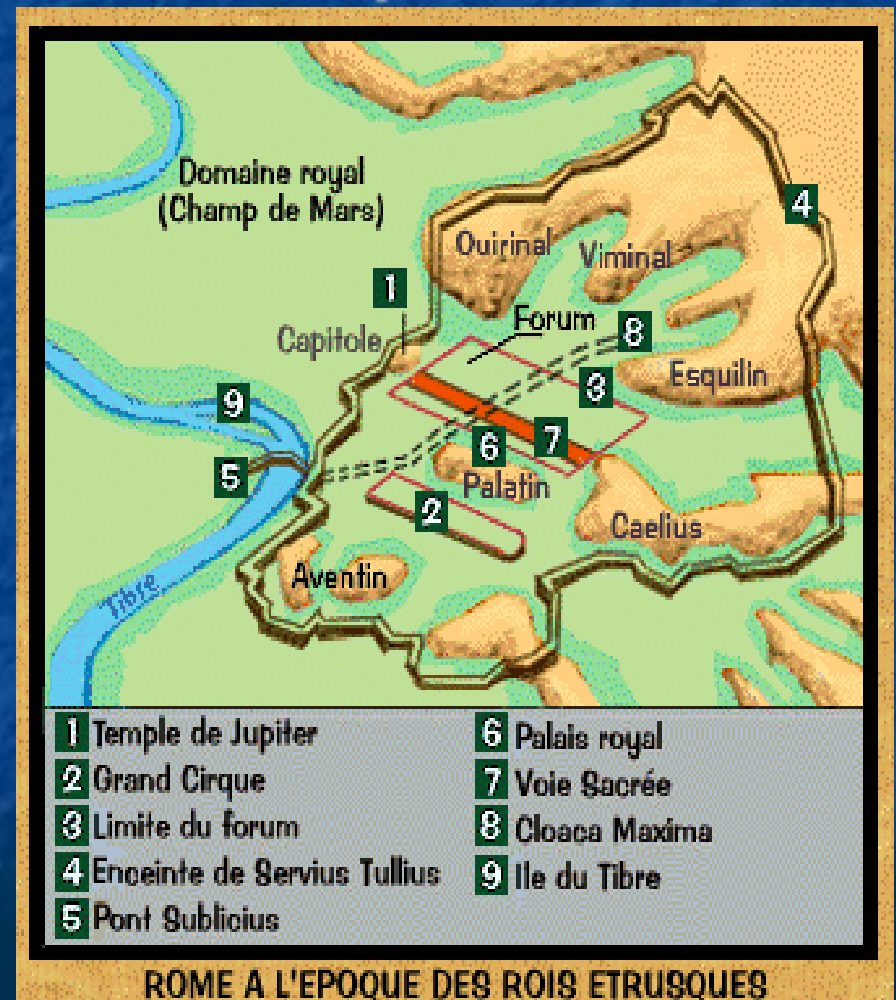 Domaine royal
(Champ de Mars)
4
Quirinal
Viminal
1
Forum
8
Capitole
3
Esquilin
9
7
6
5
Palatin
2
Caelius
Aventin
Tibre
1 Temple de Jupiter
2 Grand Cirque
3 Limite du forum
4 Enceinte de Servius Tullius
5 Pont Sublicius
6 Palais royal
7 Voie Sacrée
8 Cloaca Maxima
9 Ile du Tibre
ROME A L'EPOQUE DES ROIS ETRUSQUES